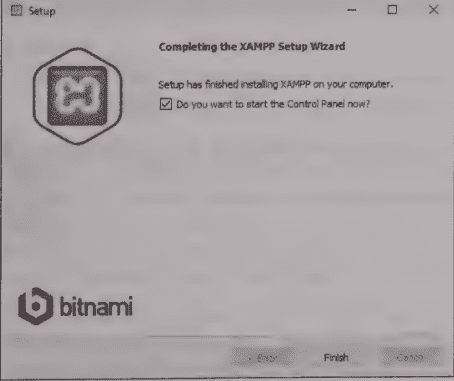 Setup
Completing the XAMPP Setup Wizard
Setup has finished installing XAMPP on your computer.
Do you want to start the Control Panel now?
bitnami
Finish
Cancel